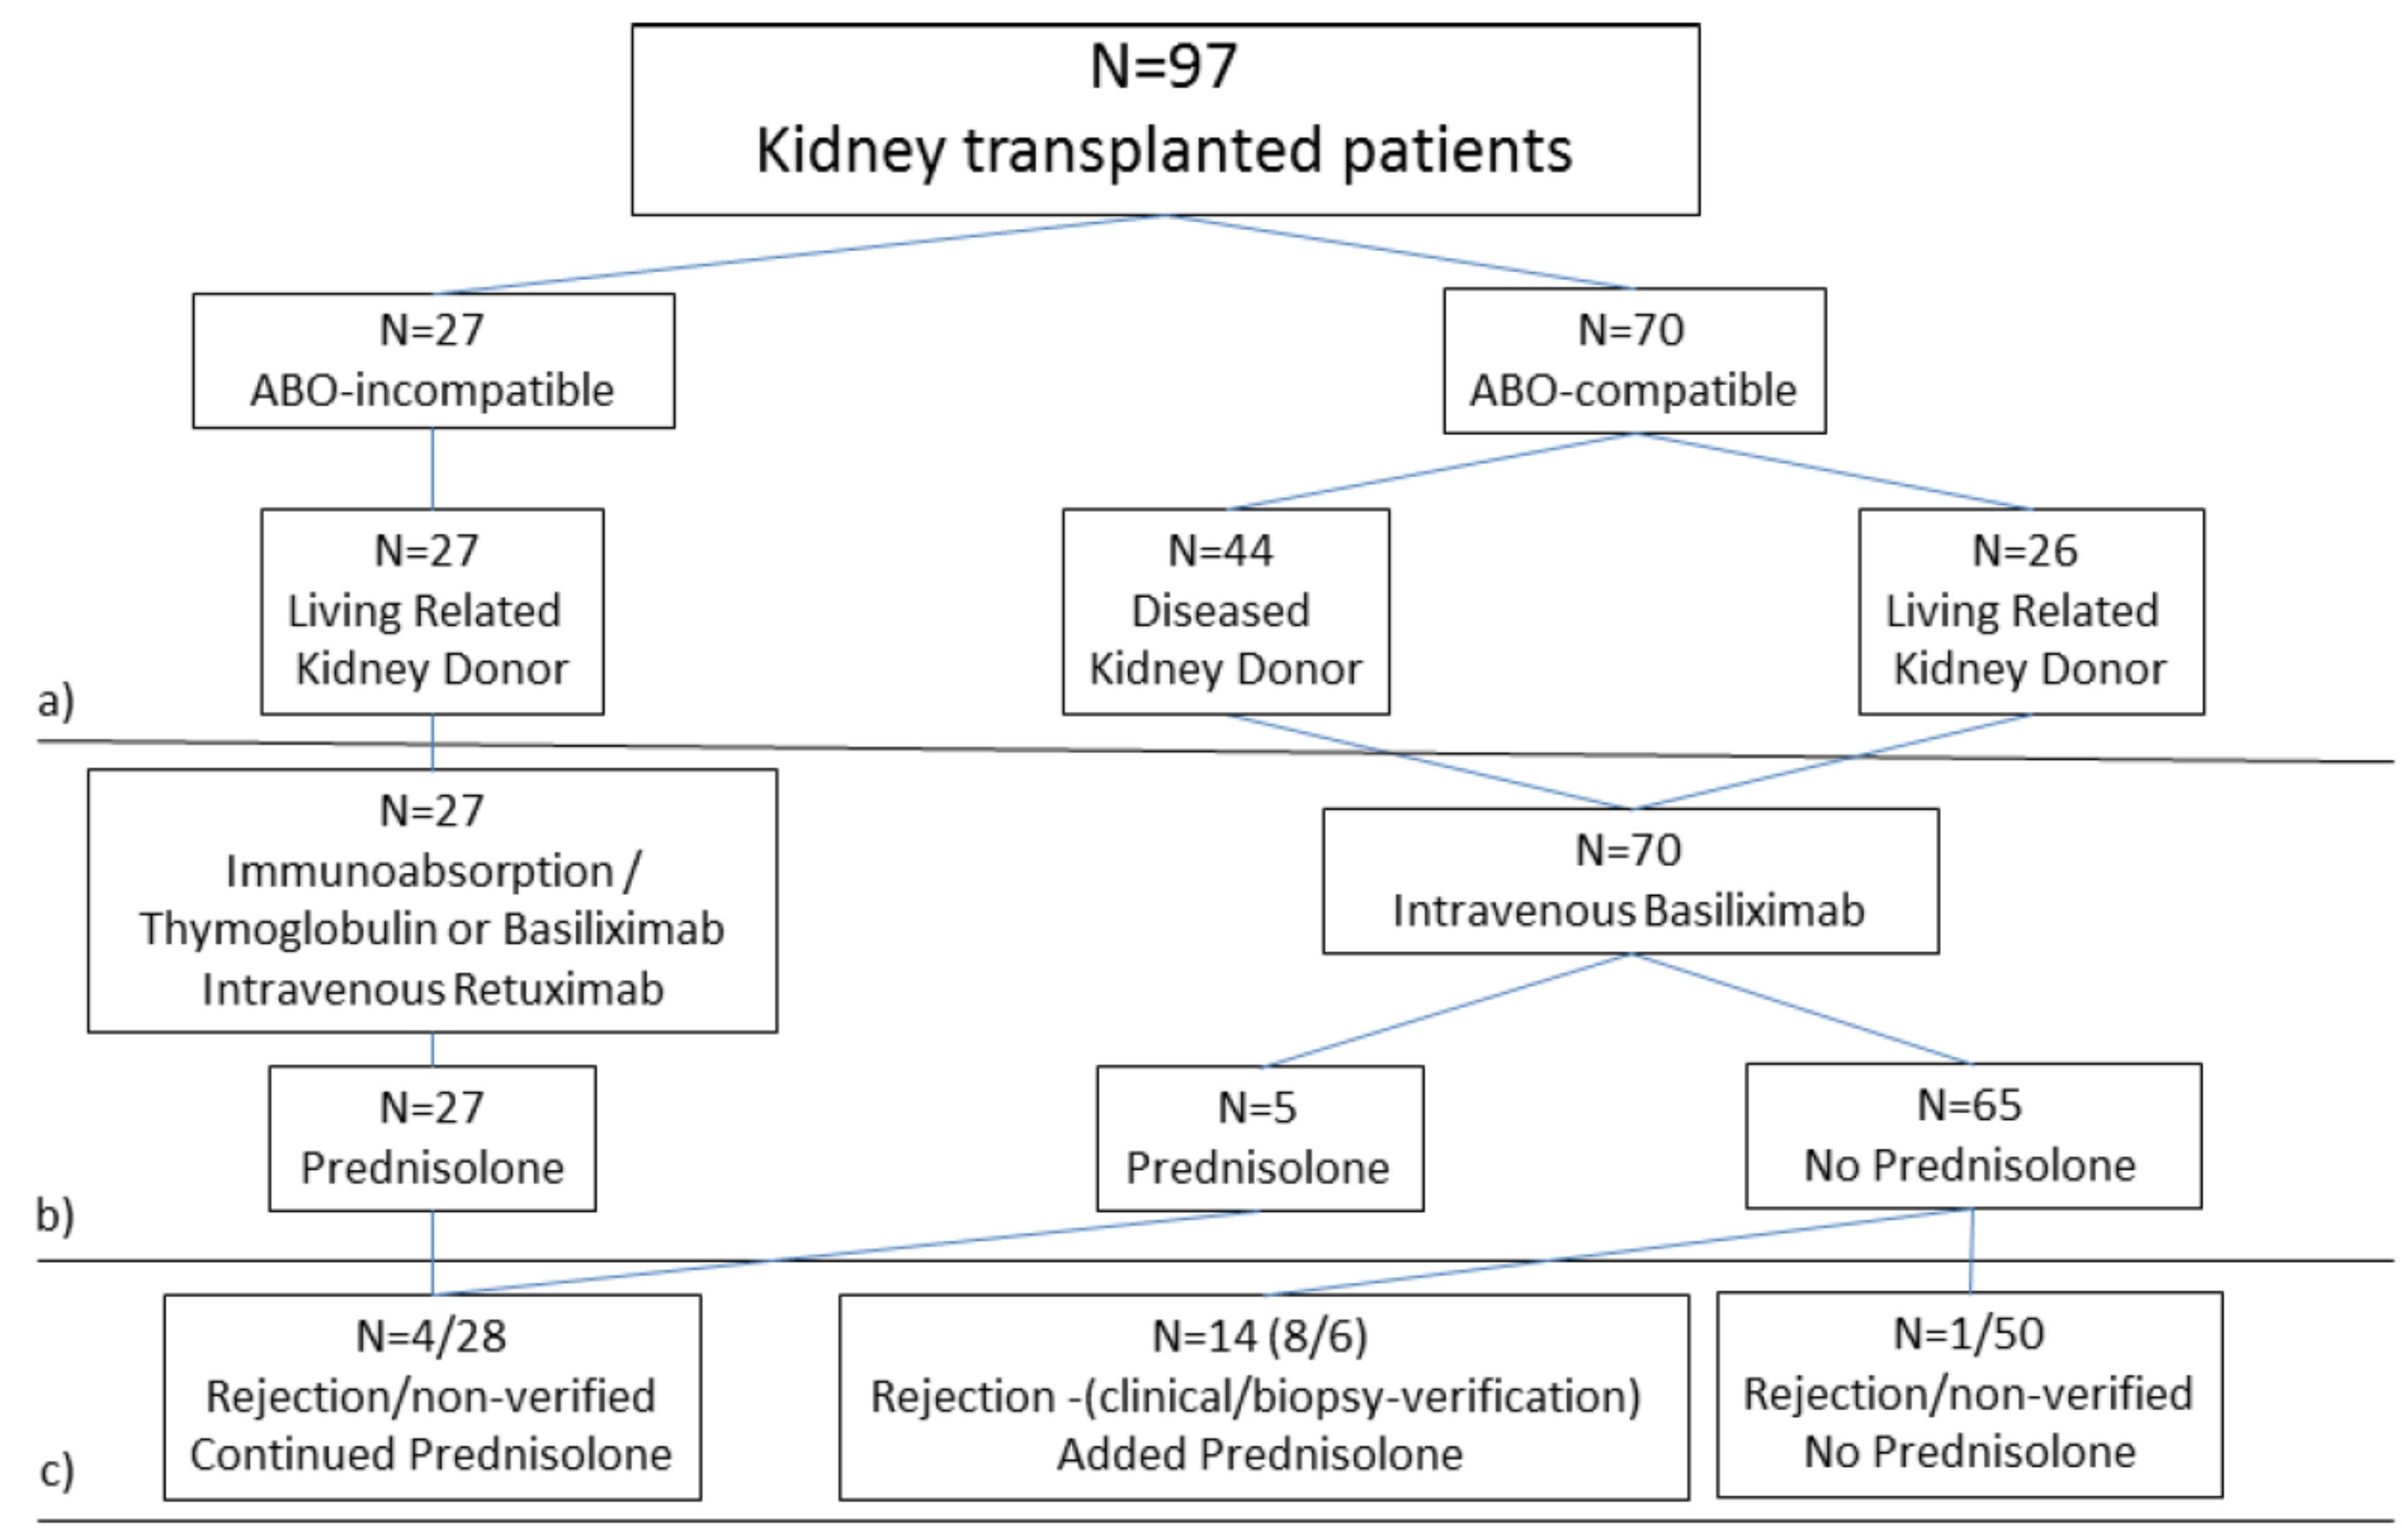 N=97
Kidney transplanted patients
N=27
ABO-incompatible
N=70
ABO-compatible
N=27
Living Related
Kidney Donor
N=44
Diseased
Kidney Donor
N=26
Living Related
Kidney Donor
a)
N=27
Immunoabsorption /
Thymoglobulin or Basiliximab
Intravenous Retuximab
N=70
Intravenous Basiliximab
N=27
Prednisolone
N=5
Prednisolone
N=65
No Prednisolone
b)
N=4/28
Rejection/non-verified
Continued Prednisolone
N=14 (8/6)
Rejection -(clinical/biopsy-verification)
Added Prednisolone
N=1/50
Rejection/non-verified
No Prednisolone
c)